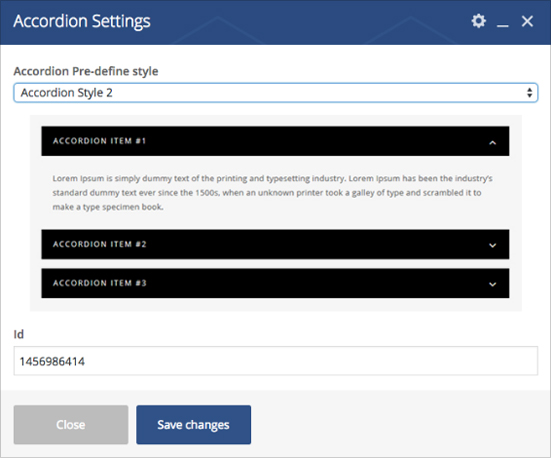 Accordion Settings
Accordion Pre-define style
Accordion Style 2
ACCORDION ITEM #1
Lorem Ipsum is simply dummy text of the printing and typesetting industry. Lorem Ipsum has been the industry's
standard dummy text ever since the 1500s, when an unknown printer took a galley of type and scrambled it to
make a type specimen book.
ACCORDION ITEM #2
ACCORDION ITEM #3
Id
1456986414
Close
Save changes